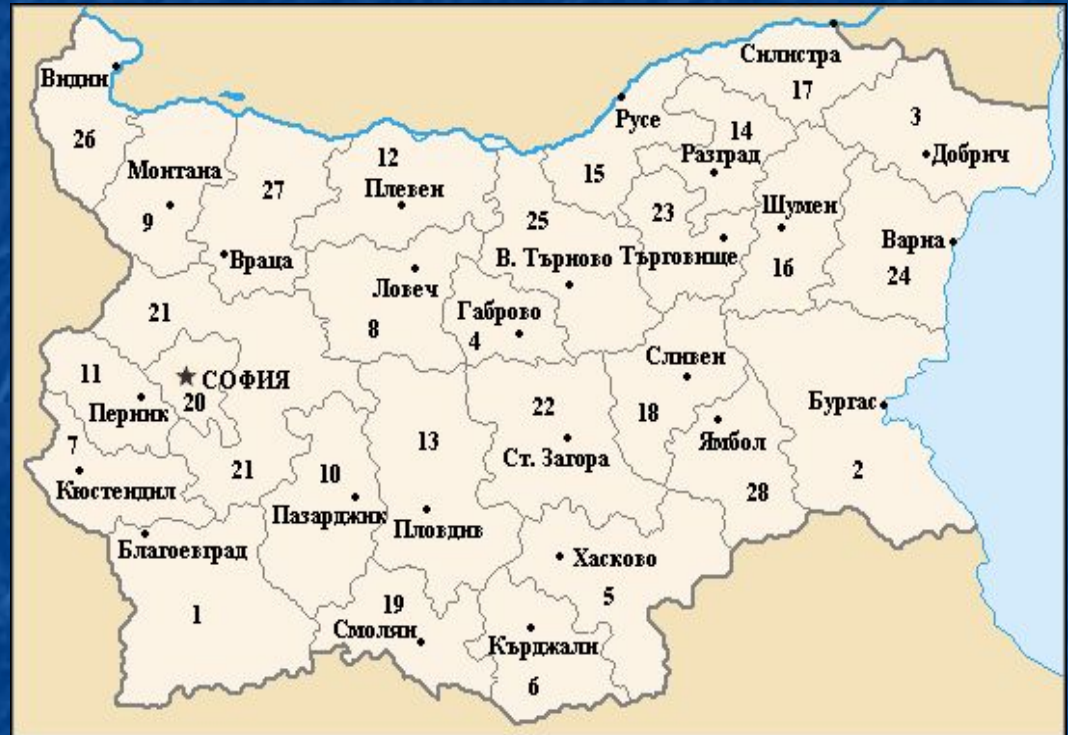 Силистра
Видин
17
Русе
3
26
14
12
Разград
Добрич
Монтана
27
15
Плевен
23
Шумен
9
25
Варна
Враца
В. Търново
Търговище
16
24
Ловеч
21
Габрово
8
4
Сливен
11
СОФИЯ
20
Перник
22
18
Бургас
7
13
Ямбол
Ст. Загора
21
10
2
Кюстендил
28
Пазарджик
Пловдив
Благоевград
Хасково
19
5
1
Смолян
Кърджали
6